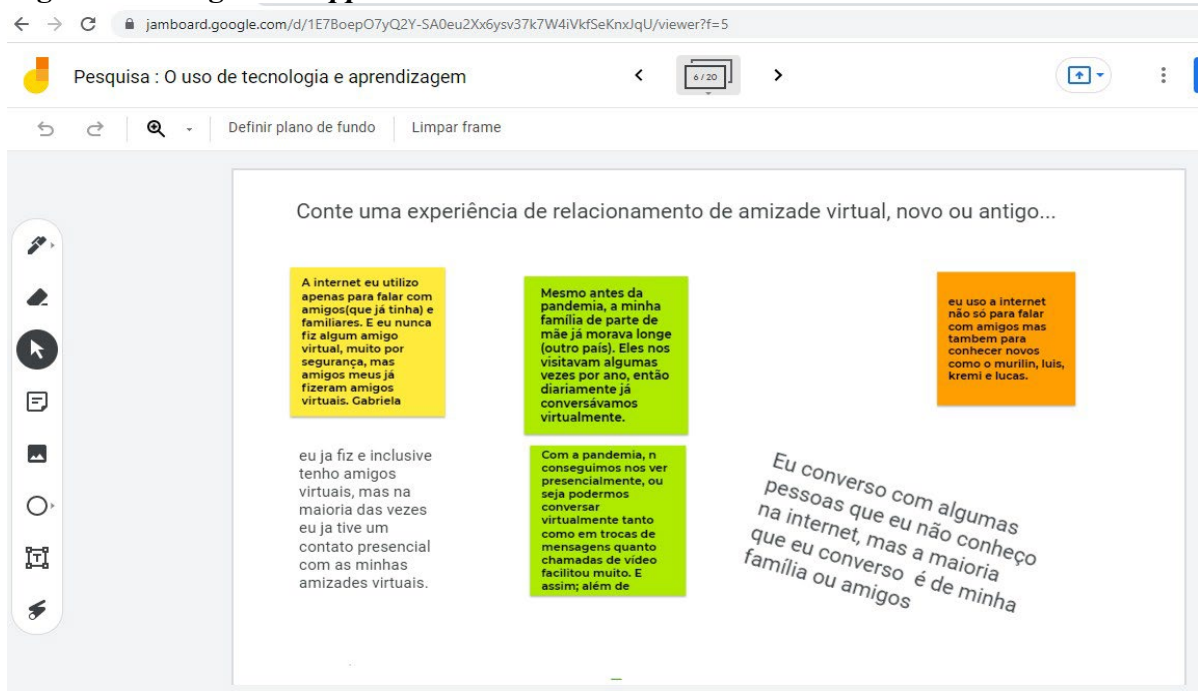 jamboard.google.com/d/1E7BoepO7yQ2Y-SA0eu2Xx6ysv37k7W4iVkfSeKnxJqU/viewer?f=5
Pesquisa : O uso de tecnologia e aprendizagem
6 / 20
Definir plano de fundo
Limpar frame
Conte uma experiência de relacionamento de amizade virtual, novo ou antigo...
A internet eu utilizo
apenas para falar com
amigos(que já tinha) e
familiares. E eu nunca
fiz algum amigo
virtual, muito por
segurança, mas
amigos meus já
fizeram amigos
virtuais. Gabriela
Mesmo antes da
pandemia, a minha
família de parte de
mãe já morava longe
(outro país). Eles nos
visitavam algumas
vezes por ano, então
diariamente já
conversávamos
virtualmente.
eu uso a internet
não só para falar
com amigos mas
tambem para
conhecer novos
como o murilin, luis,
kremi e lucas.
eu ja fiz e inclusive
tenho amigos
virtuais, mas na
maioria das vezes
eu ja tive um
contato presencial
com as minhas
amizades virtuais.
Com a pandemia, n
conseguimos nos ver
presencialmente, ou
seja podermos
conversar
virtualmente tanto
como em trocas de
mensagens quanto
chamadas de vídeo
facilitou muito. E
assim; além de
Eu converso com algumas
pessoas que eu não conheço
na internet, mas a maioria
que eu converso é de minha
família ou amigos